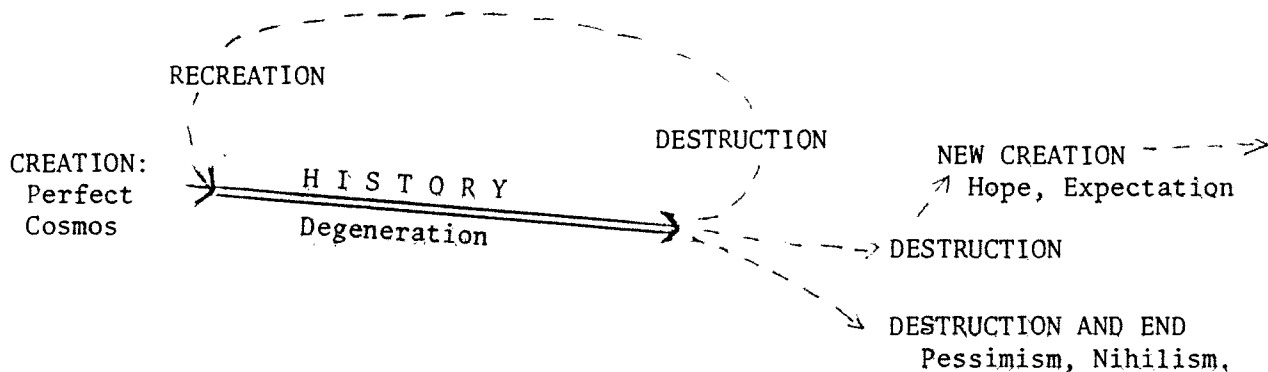 RECREATION
DESTRUCTION
CREATION:
Perfect
Cosmos
H I S T O R Y
Degeneration
NEW CREATION
Hope, Expectation
DESTRUCTION
DESTRUCTION AND END
Pessimism, Nihilism,